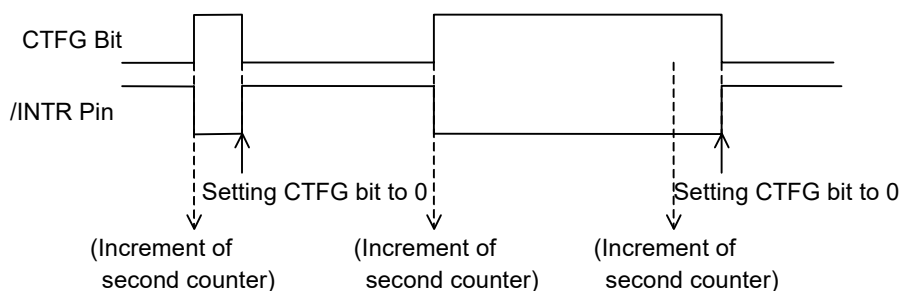 CTFG Bit
/INTR Pin
Setting CTFG bit to 0
Setting CTFG bit to 0
(Increment of
second counter)
(Increment of
second counter)
(Increment of
second counter)